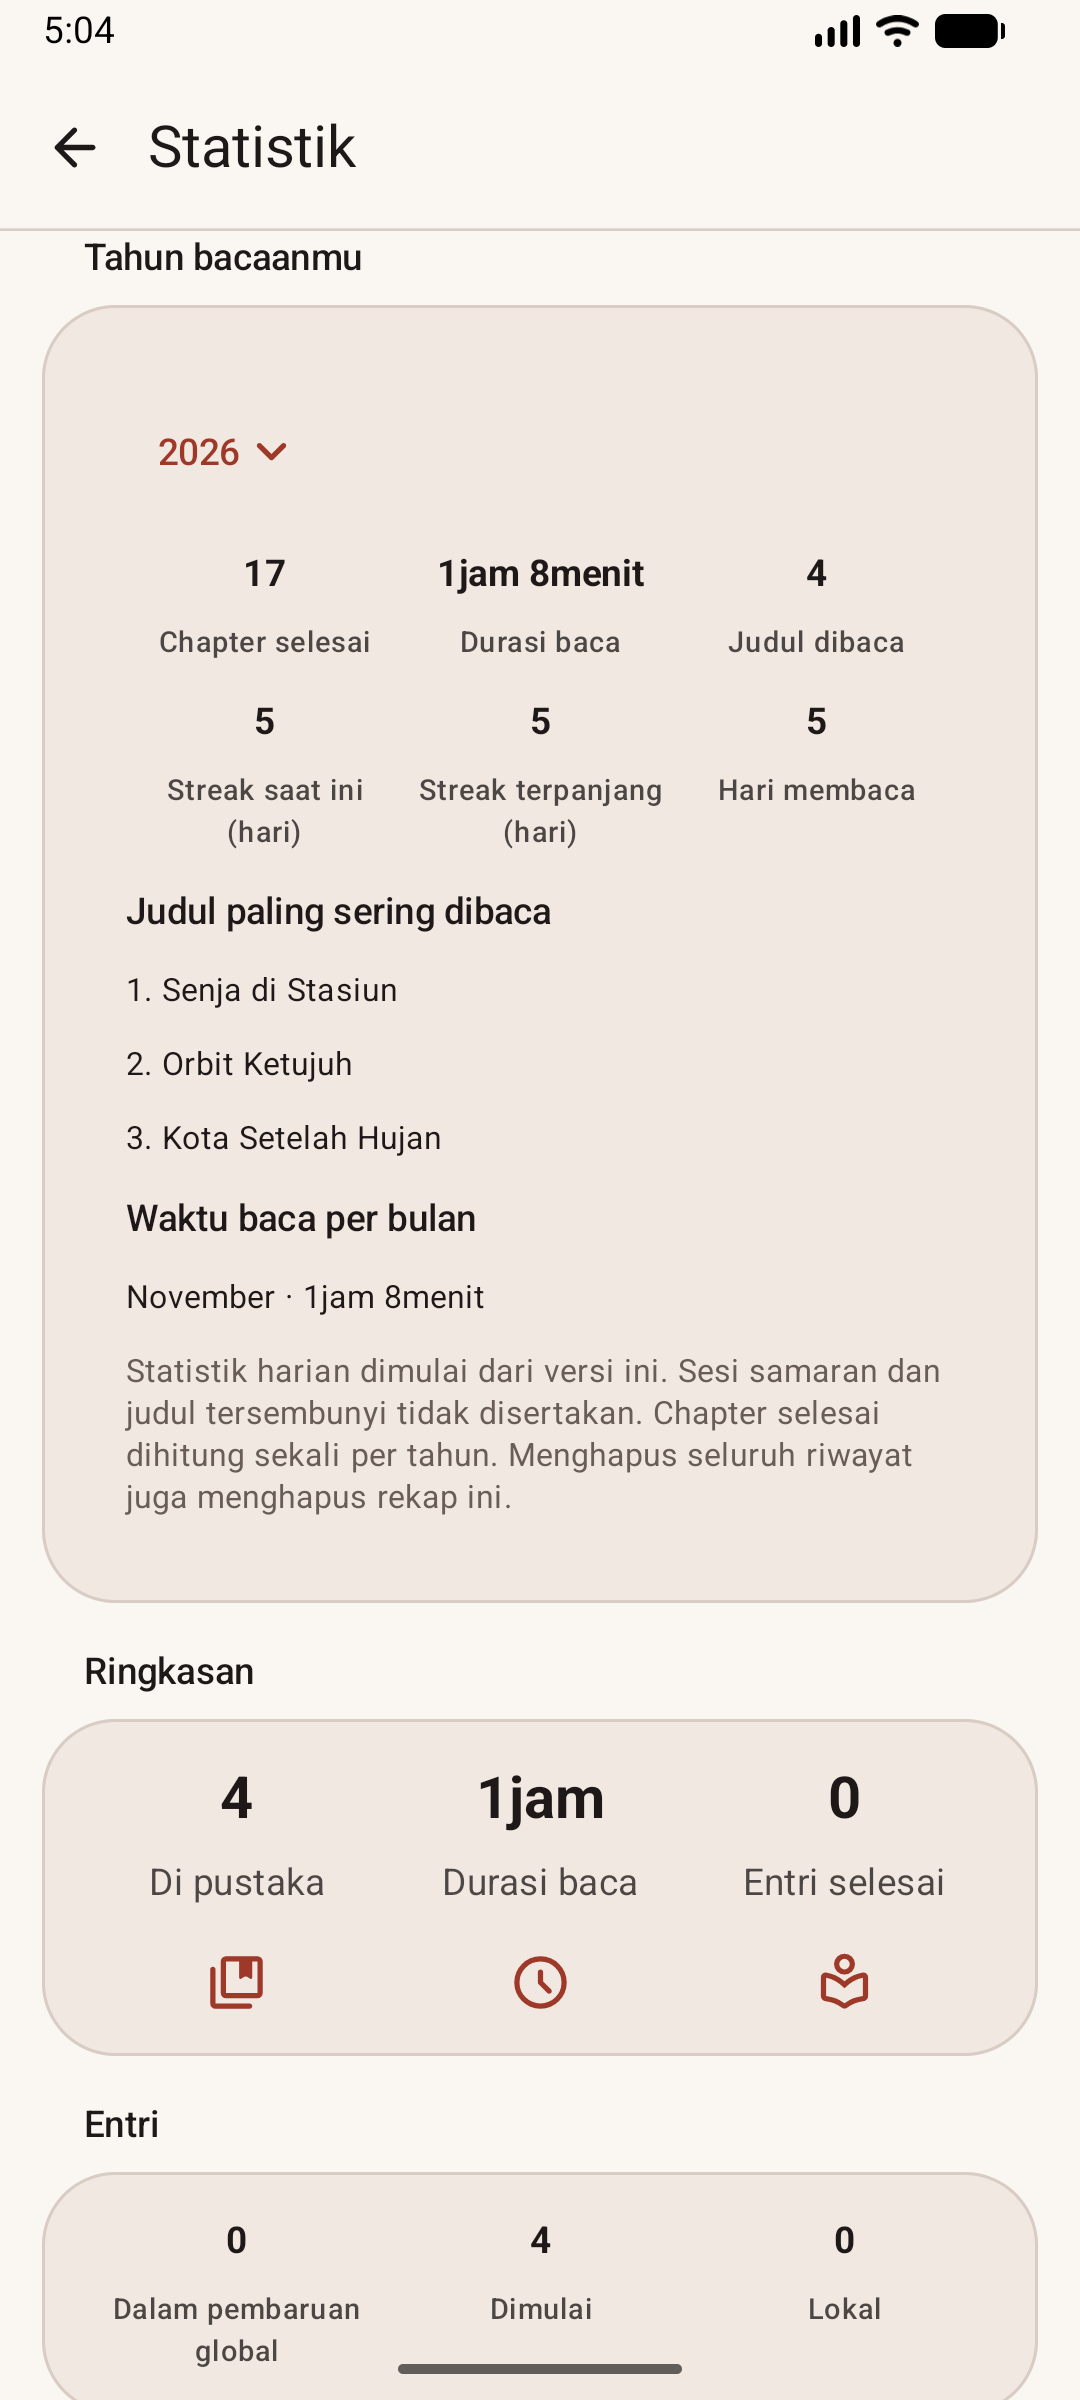 5:04
Statistik
Tahun bacaanmu
2026
17 1jam 8menit 4
Chapter selesai Durasi baca Judul dibaca
5 5 5
Streak saat ini Streak terpanjang Hari membaca
(hari) (hari)
Judul paling sering dibaca
1. Senja di Stasiun
2. Orbit Ketujuh
3. Kota Setelah Hujan
Waktu baca per bulan
November · 1jam 8menit
Statistik harian dimulai dari versi ini. Sesi samaran dan
judul tersembunyi tidak disertakan. Chapter selesai
dihitung sekali per tahun. Menghapus seluruh riwayat
juga menghapus rekap ini.
Ringkasan
4 1jam 0
Di pustaka Durasi baca Entri selesai
Entri
0 4 0
Dalam pembaruan Dimulai Lokal
global